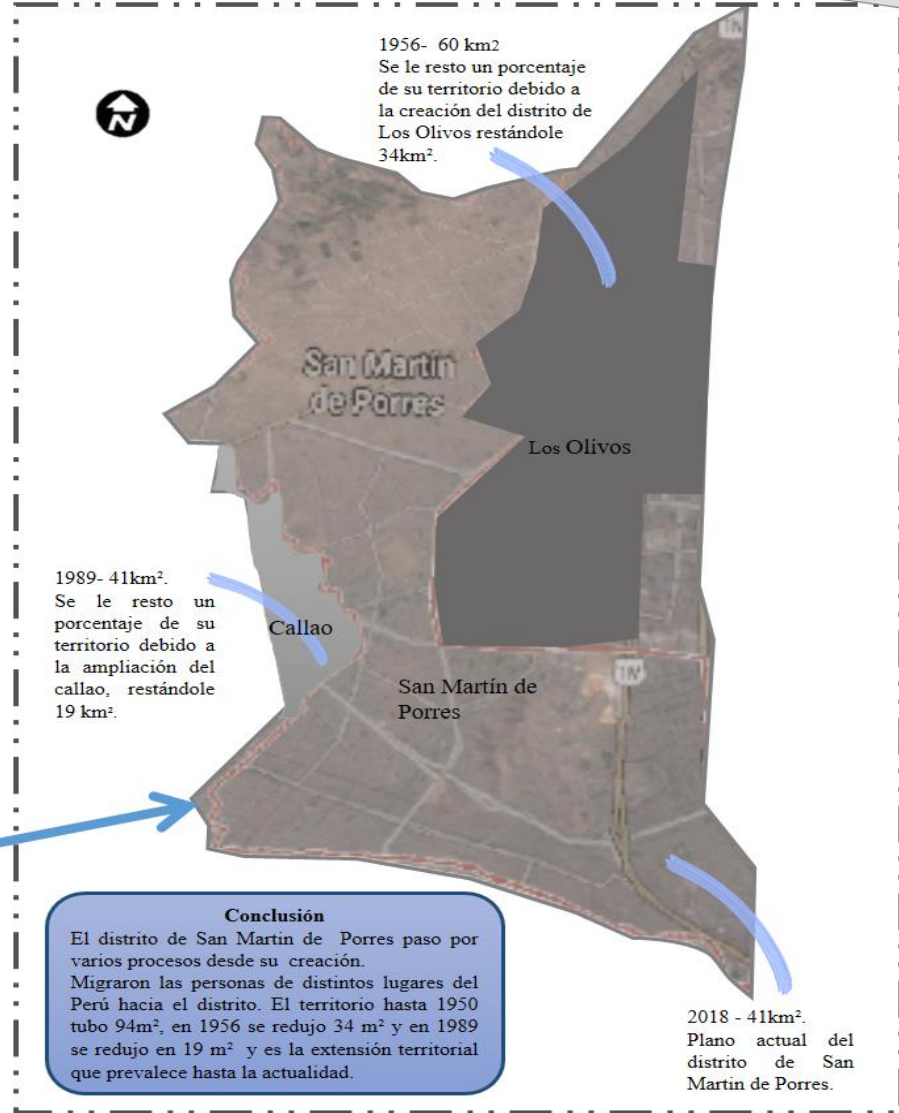 1956- 60 km2
Se le resto un porcentaje
de su territorio debido a
la creación del distrito de
Los Olivos restándole
34km².
1N
N
San Martín
de Porres
Los Olivos
1989- 41km².
Se le resto un
porcentaje de su
territorio debido a
la ampliación del
callao, restándole
19 km².
Callao
1N
San Martín de
Porres
Conclusión
El distrito de San Martin de Porres paso por
varios procesos desde su creación.
Migraron las personas de distintos lugares del
Perú hacia el distrito. El territorio hasta 1950
tubo 94m², en 1956 se redujo 34 m² y en 1989
se redujo en 19 m² y es la extensión territorial
que prevalece hasta la actualidad.
2018 - 41km².
Plano actual del
distrito de San
Martin de Porres.